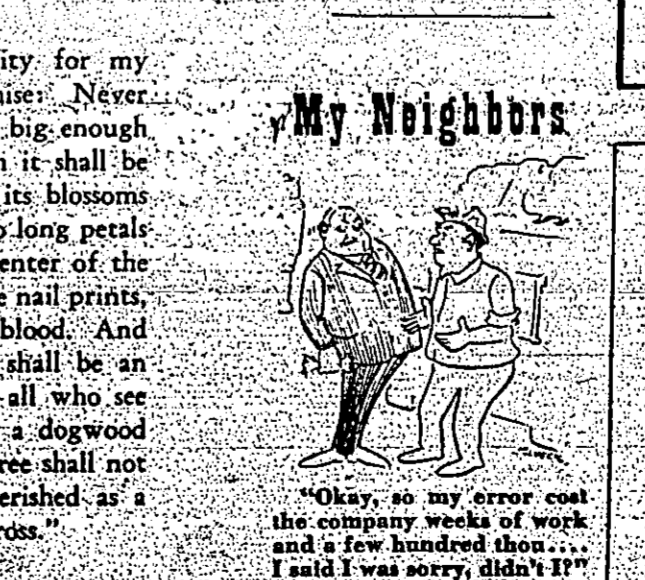 ity for my
Never
big enough
it shall be
its blossoms
long petals
enter of the
nail prints,
blood. And
shall be an
all who see
a dogwood
ree shall not
erished as a
ross."
My Neighbors
"Okay, so my error cost
the company weeks of work
and a few hundred thou....
I said I was sorry, didn't I?"